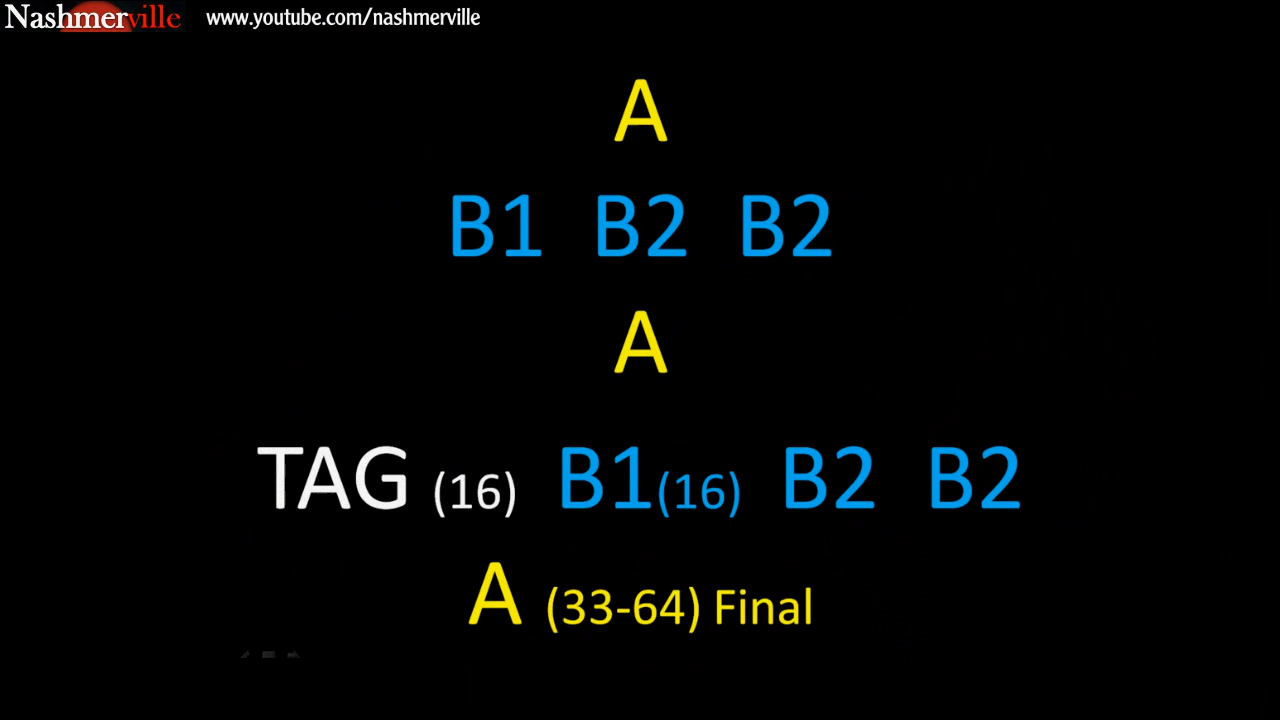 Nashmerville www.youtube.com/nashmerville
A
B1 B2 B2
A
TAG (16) B1(16) B2 B2
A (33-64) Final